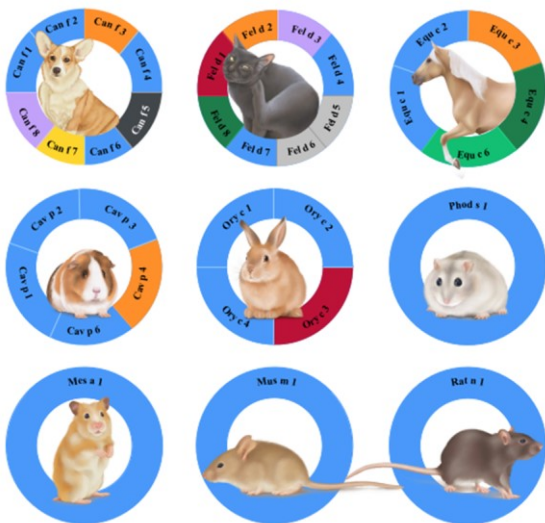 Can f 1
Can f 2
Can f 3
Can f 4
Can f 5
Can f 6
Can f 7
Can f 8
Fel d 1
Fel d 2
Fel d 3
Fel d 4
Fel d 5
Fel d 6
Fel d 7
Fel d 8
Equ c 1
Equ c 2
Equ c 3
Equ c 4
Equ c 6
Cav p 1
Cav p 2
Cav p 3
Cav p 4
Cav p 6
Ory c 1
Ory c 2
Ory c 3
Ory c 4
Phod s 1
Mes a 1
Mus m 1
Rat n 1